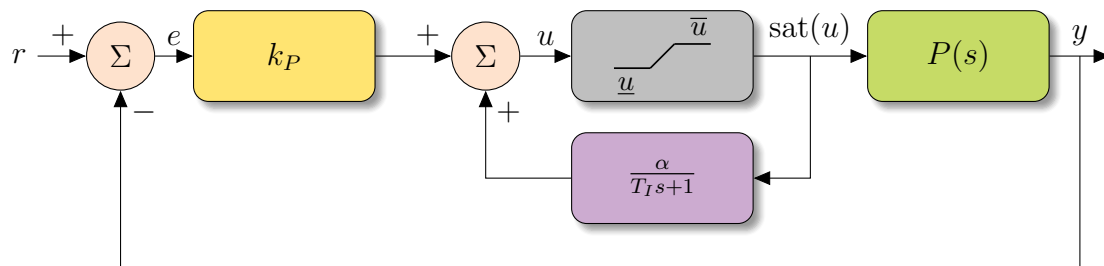 r + Σ e k_P + Σ u u̅ u̲ sat(u) P(s) y
− +
α
T_I s+1